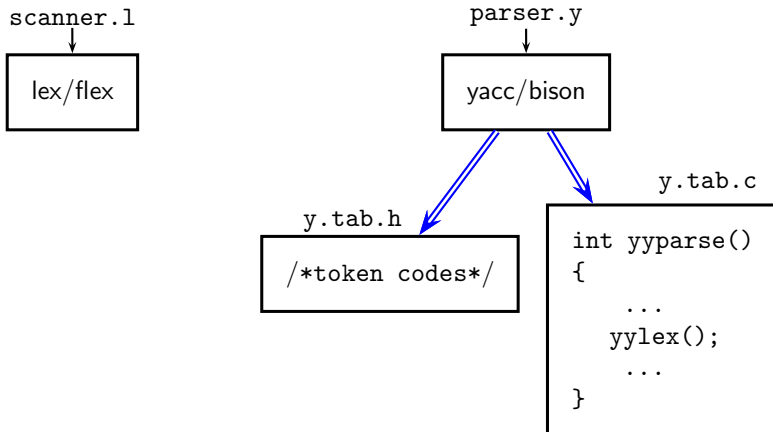 scanner.l
parser.y
lex/flex
yacc/bison
y.tab.h
/*token codes*/
y.tab.c
int yyparse()
{
...
yylex();
...
}